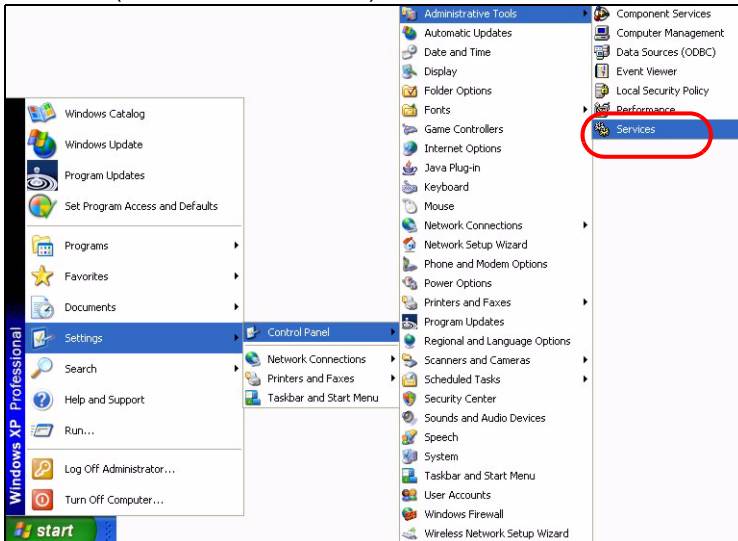 Windows Catalog
Windows Update
Program Updates
Set Program Access and Defaults
Programs
Favorites
Documents
Settings
Search
Help and Support
Run...
Log Off Administrator...
Turn Off Computer...
Windows XP Professional
start
Control Panel
Network Connections
Printers and Faxes
Taskbar and Start Menu
Administrative Tools
Automatic Updates
Date and Time
Display
Folder Options
Fonts
Game Controllers
Internet Options
Java Plug-in
Keyboard
Mouse
Network Connections
Network Setup Wizard
Phone and Modem Options
Power Options
Printers and Faxes
Program Updates
Regional and Language Options
Scanners and Cameras
Scheduled Tasks
Security Center
Sounds and Audio Devices
Speech
System
Taskbar and Start Menu
User Accounts
Windows Firewall
Wireless Network Setup Wizard
Component Services
Computer Management
Data Sources (ODBC)
Event Viewer
Local Security Policy
Performance
Services